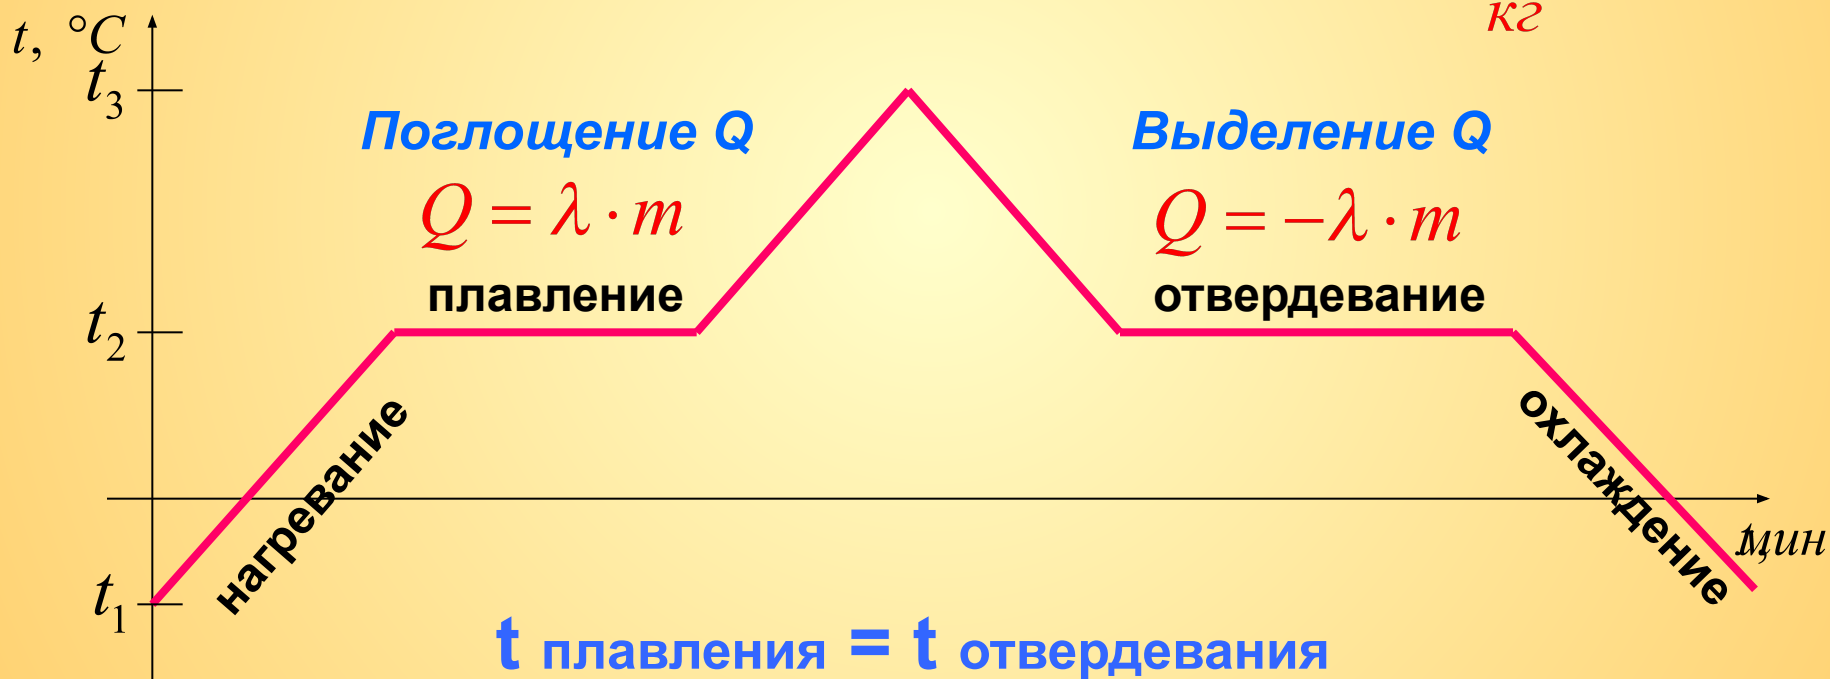 кг
t, °C
t₃
Поглощение Q
Выделение Q
Q = λ · m
Q = −λ · m
плавление
отвердевание
t₂
нагревание
охлаждение
мин
t₁
t плавления = t отвердевания